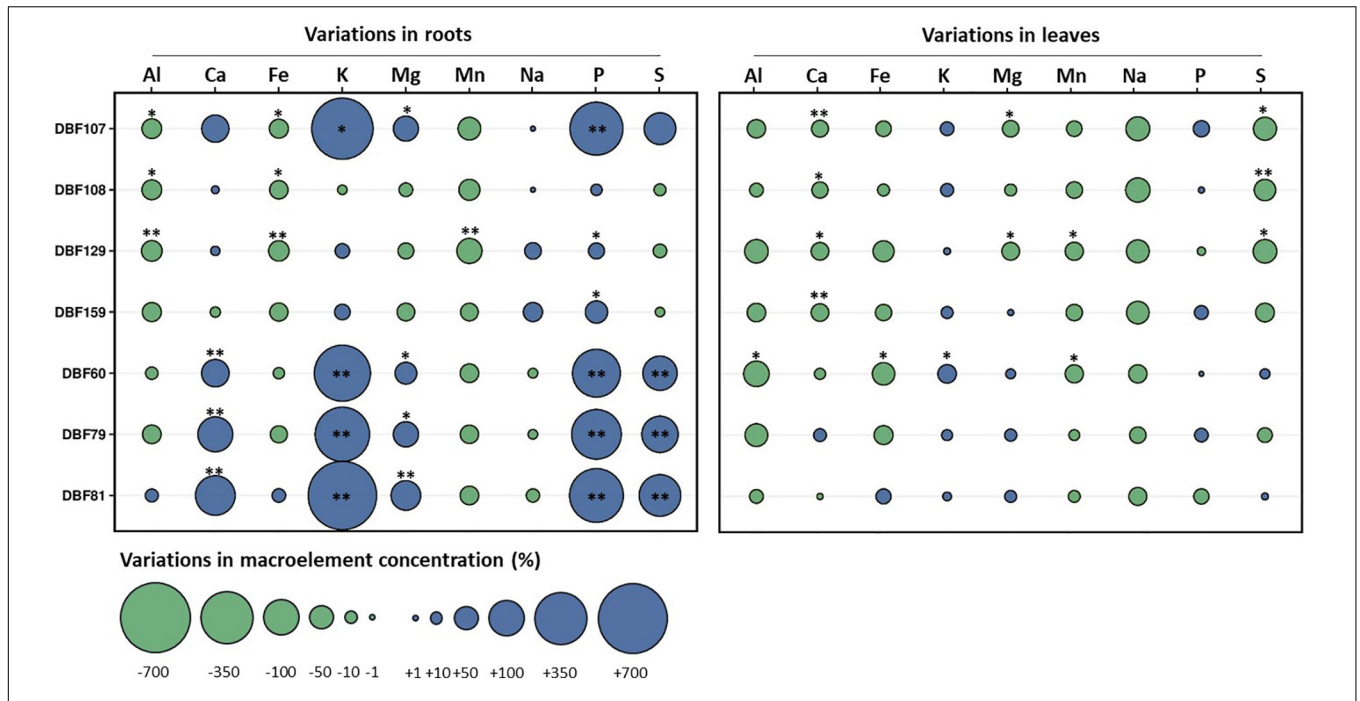 Variations in roots
Variations in leaves
Al Ca Fe K Mg Mn Na P S
Al Ca Fe K Mg Mn Na P S
* * * * **
DBF107
** * *
* *
DBF108
* **
** ** ** *
DBF129
* * * *
*
DBF159
**
** ** * ** **
DBF60
* * * *
** ** * ** **
DBF79
** ** ** ** **
DBF81
Variations in macroelement concentration (%)
-700 -350 -100 -50 -10 -1 +1 +10 +50 +100 +350 +700